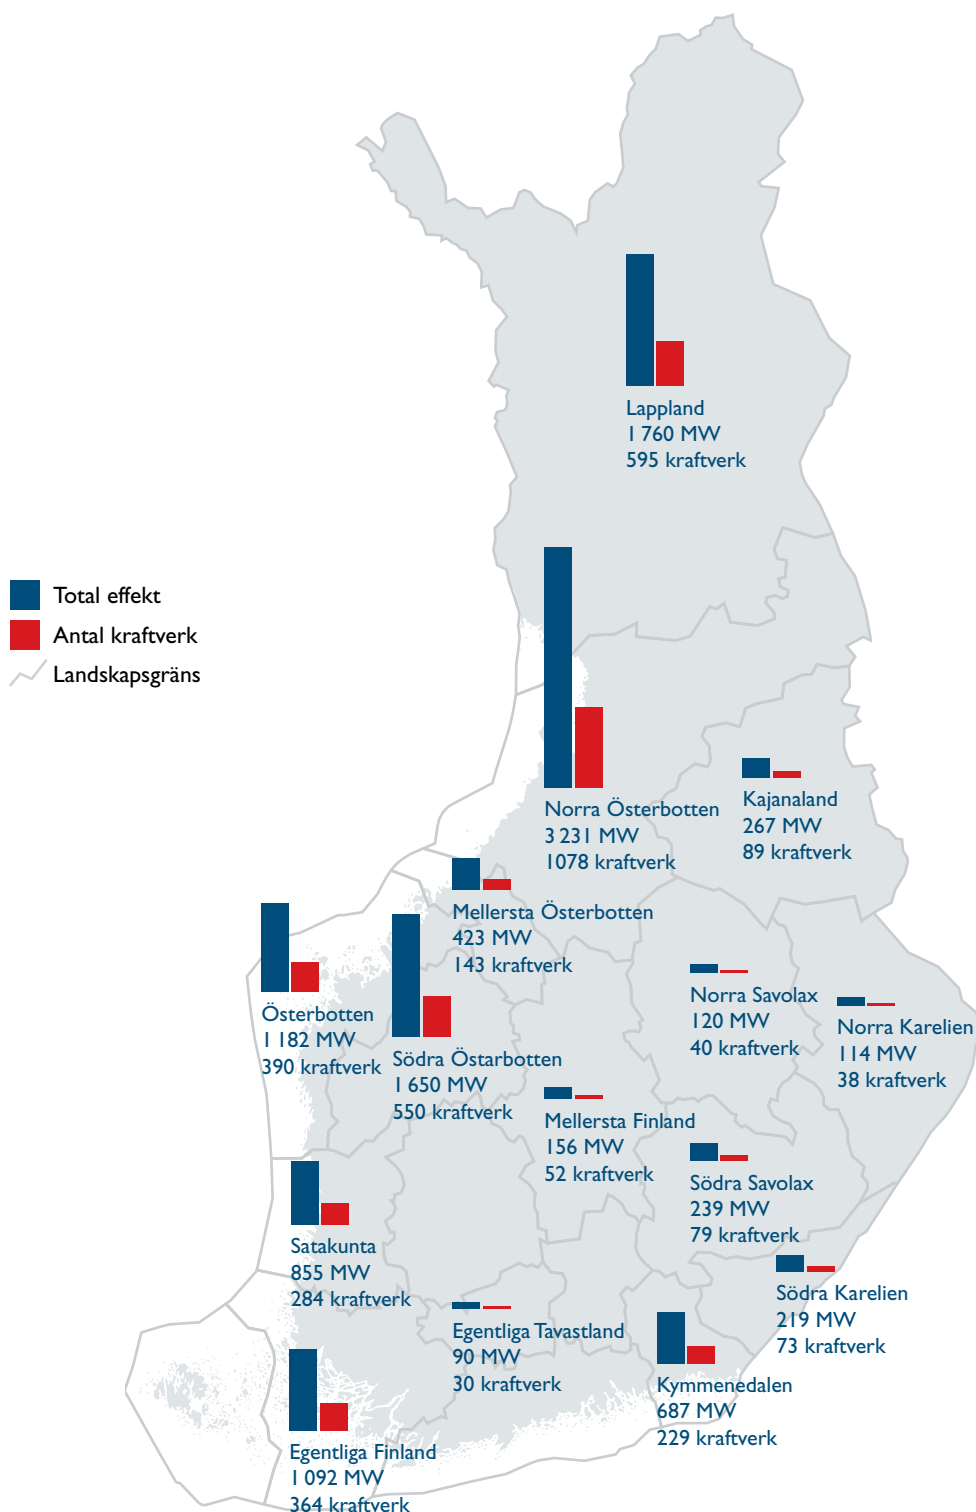 Lappland
1 760 MW
595 kraftverk
Total effekt
Antal kraftverk
Landskapsgräns
Norra Österbotten
3 231 MW
1078 kraftverk
Kajanaland
267 MW
89 kraftverk
Mellersta Österbotten
423 MW
143 kraftverk
Österbotten
1 182 MW
390 kraftverk
Södra Östarbotten
1 650 MW
550 kraftverk
Norra Savolax
120 MW
40 kraftverk
Norra Karelien
114 MW
38 kraftverk
Mellersta Finland
156 MW
52 kraftverk
Södra Savolax
239 MW
79 kraftverk
Satakunta
855 MW
284 kraftverk
Södra Karelien
219 MW
73 kraftverk
Egentliga Tavastland
90 MW
30 kraftverk
Kymmenedalen
687 MW
229 kraftverk
Egentliga Finland
1 092 MW
364 kraftverk